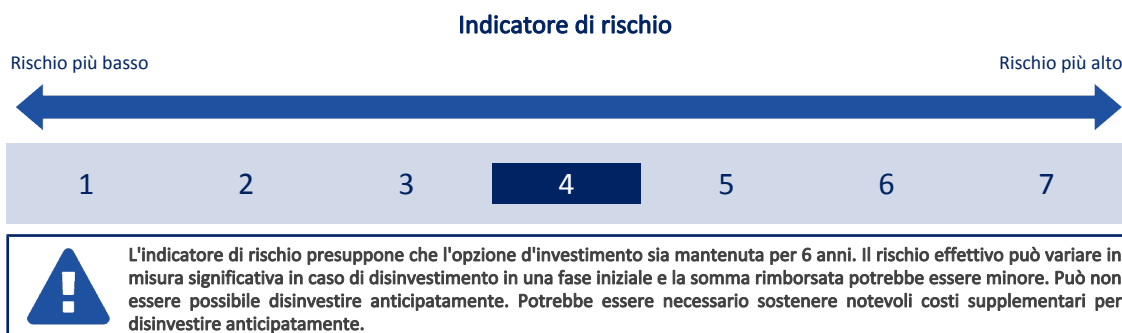 Indicatore di rischio
Rischio più basso
Rischio più alto
1 2 3 4 5 6 7
L'indicatore di rischio presuppone che l'opzione d'investimento sia mantenuta per 6 anni. Il rischio effettivo può variare in
misura significativa in caso di disinvestimento in una fase iniziale e la somma rimborsata potrebbe essere minore. Può non
essere possibile disinvestire anticipatamente. Potrebbe essere necessario sostenere notevoli costi supplementari per
disinvestire anticipatamente.